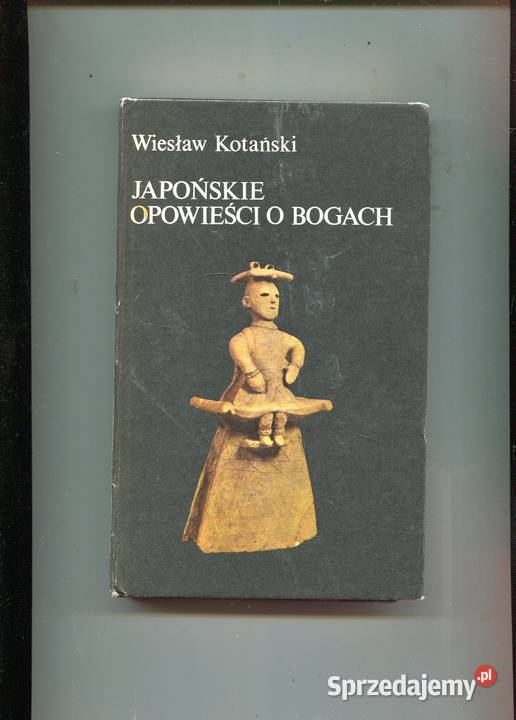 Wiesław Kotański
JAPOŃSKIE
OPOWIEŚCI O BOGACH
Sprzedajemy.pl